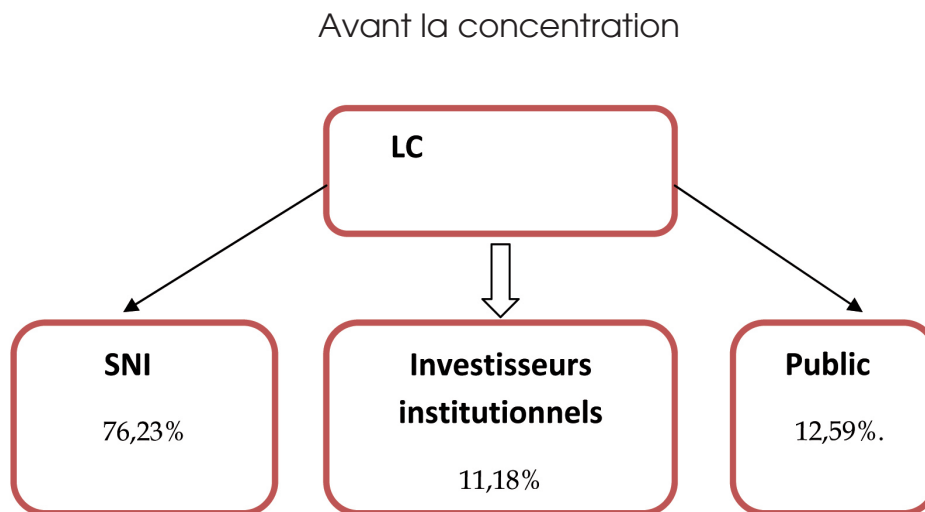 Avant la concentration
LC
SNI
76,23%
Investisseurs
institutionnels
11,18%
Public
12,59%.